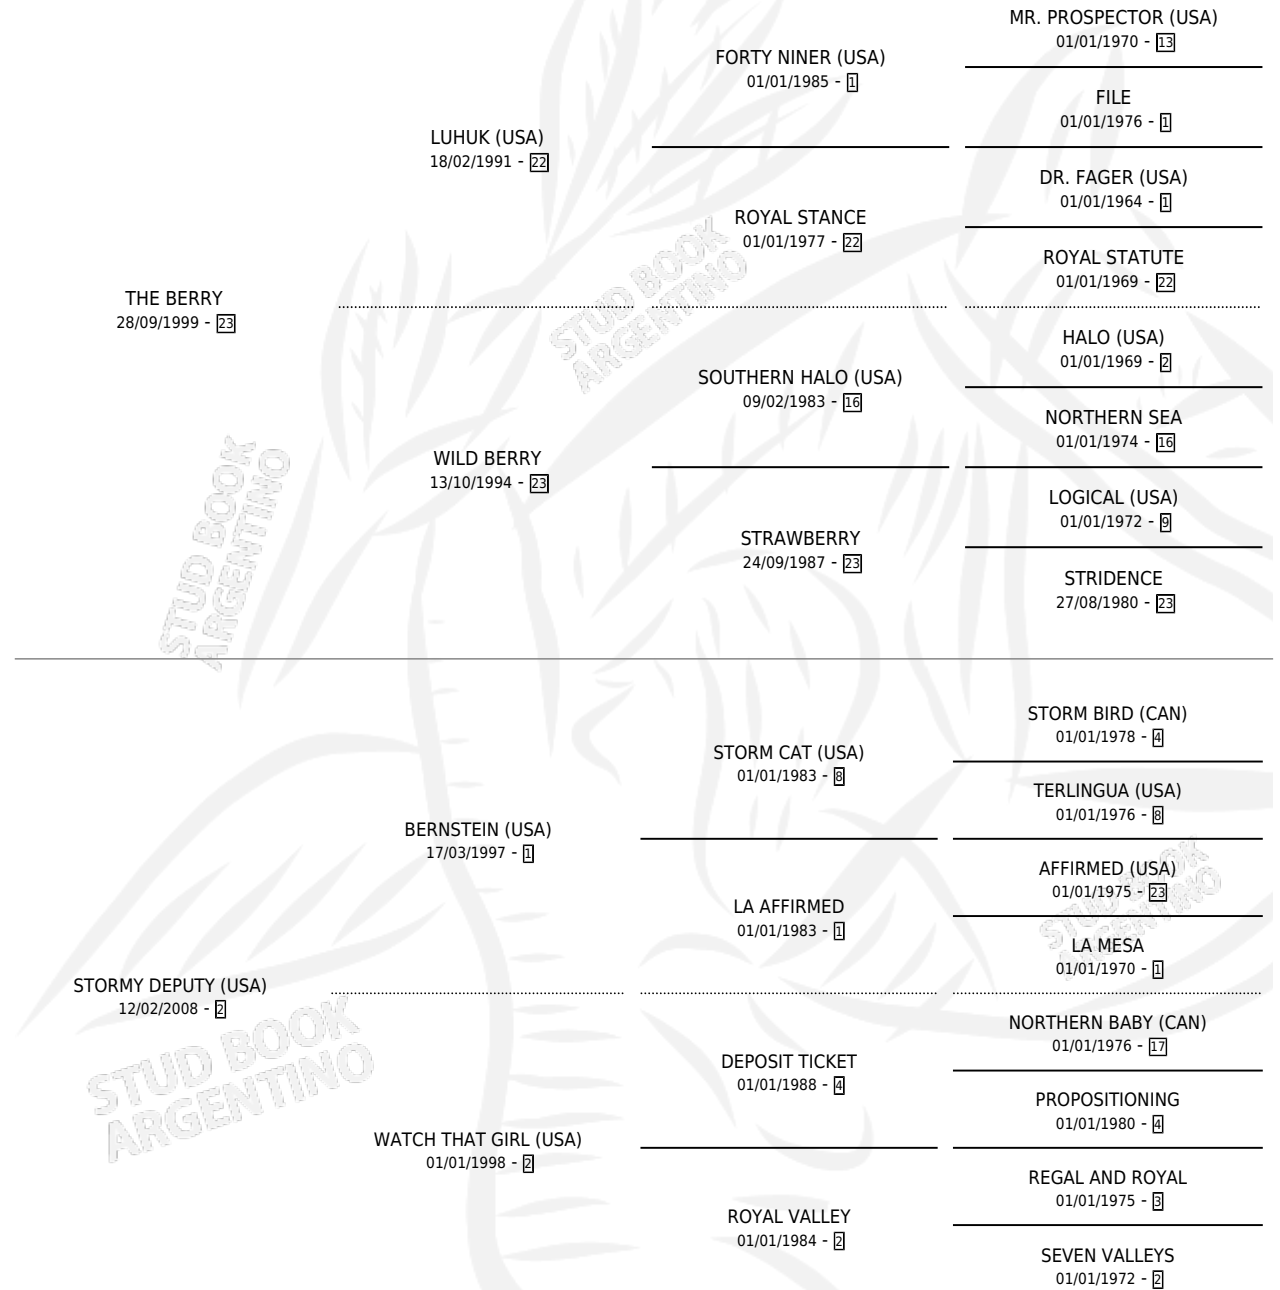 MR. PROSPECTOR (USA)
01/01/1970 - 13
FORTY NINER (USA)
01/01/1985 - 1
FILE
01/01/1976 - 1
LUHUK (USA)
18/02/1991 - 22
DR. FAGER (USA)
01/01/1964 - 1
ROYAL STANCE
01/01/1977 - 22
ROYAL STATUTE
01/01/1969 - 22
THE BERRY
28/09/1999 - 23
HALO (USA)
01/01/1969 - 2
SOUTHERN HALO (USA)
09/02/1983 - 16
NORTHERN SEA
01/01/1974 - 16
WILD BERRY
13/10/1994 - 23
LOGICAL (USA)
01/01/1972 - 9
STRAWBERRY
24/09/1987 - 23
STRIDENCE
27/08/1980 - 23
STUD BOOK
ARGENTINO
STUD BOOK
ARGENTINO
STORM BIRD (CAN)
01/01/1978 - 4
STORM CAT (USA)
01/01/1983 - 8
TERLINGUA (USA)
01/01/1976 - 8
BERNSTEIN (USA)
17/03/1997 - 1
AFFIRMED (USA)
01/01/1975 - 23
LA AFFIRMED
01/01/1983 - 1
LA MESA
01/01/1970 - 1
STORMY DEPUTY (USA)
12/02/2008 - 2
NORTHERN BABY (CAN)
01/01/1976 - 17
DEPOSIT TICKET
01/01/1988 - 4
PROPOSITIONING
01/01/1980 - 4
WATCH THAT GIRL (USA)
01/01/1998 - 2
REGAL AND ROYAL
01/01/1975 - 3
ROYAL VALLEY
01/01/1984 - 2
SEVEN VALLEYS
01/01/1972 - 2
STUD BOOK
ARGENTINO
STUD BOOK
ARGENTINO